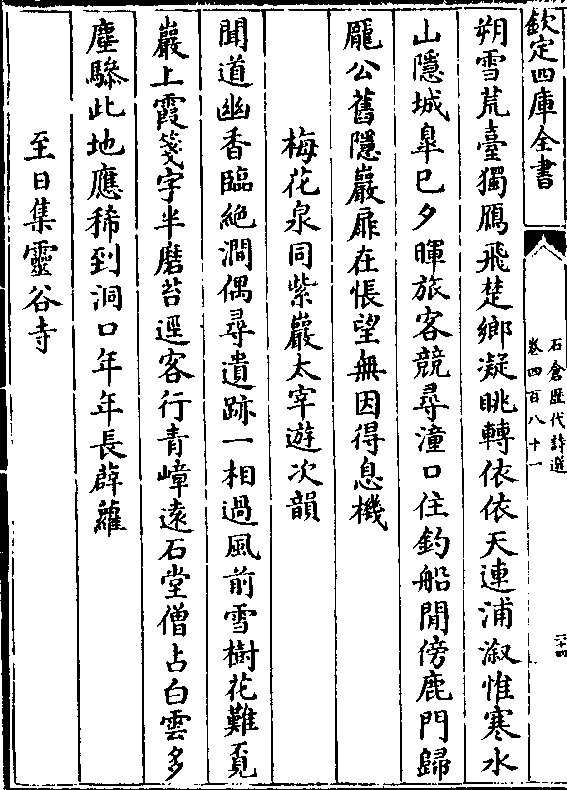 欽定四庫全書
石倉歷代詩選
卷四百八十一
二十四
朔雪荒臺獨鴈飛楚鄉凝眺轉依依天連浦溆惟寒水
山隱城臯已夕暉旅客競尋潼口住釣船閒傍鹿門歸
龐公舊隱巖扉在悵望無因得息機
梅花泉同紫巖太宰遊次韻
聞道幽香臨絶澗偶尋遺跡一相過風前雪樹花難覓
巖上霞箋字半磨苔逕客行青嶂遠石堂僧占白雲多
塵驂此地應稀到洞口年年長薜蘿
至日集靈谷寺